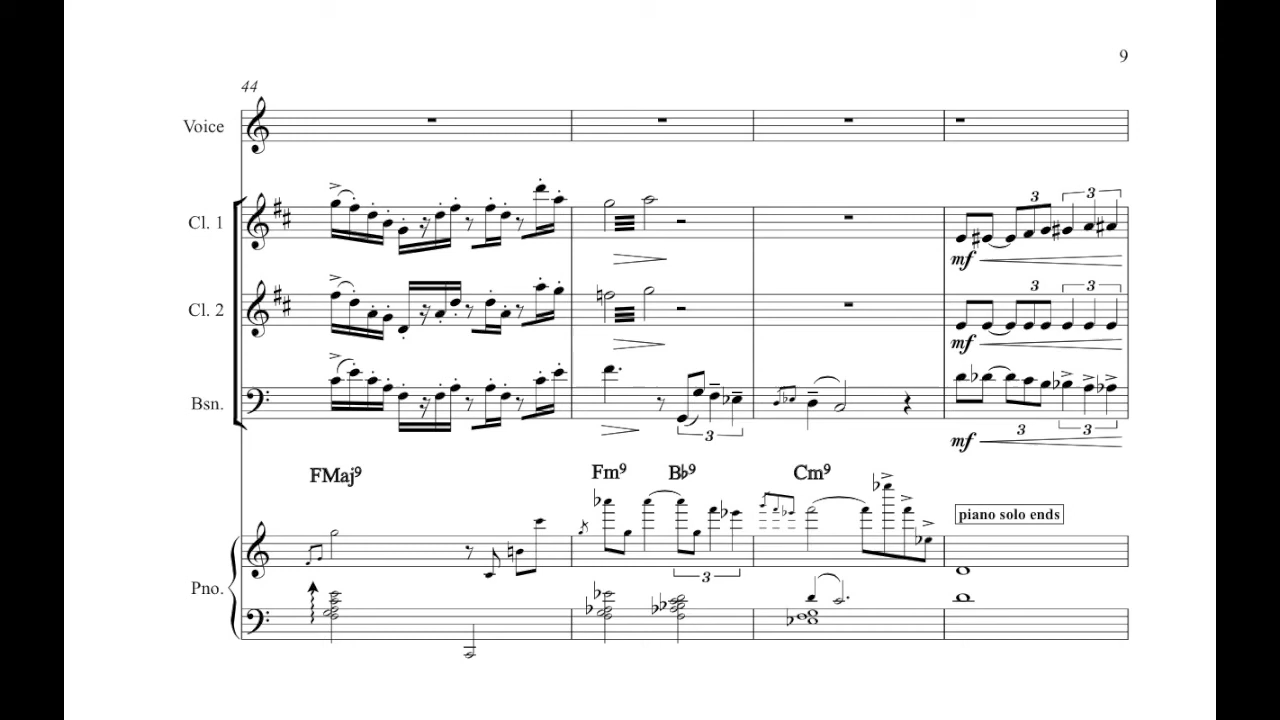 9
44
Voice
Cl. 1
3 3
mf
Cl. 2
3 3
mf
Bsn.
3 3 3
mf
FMaj9 Fm9 B♭9 Cm9
piano solo ends
Pno.
3